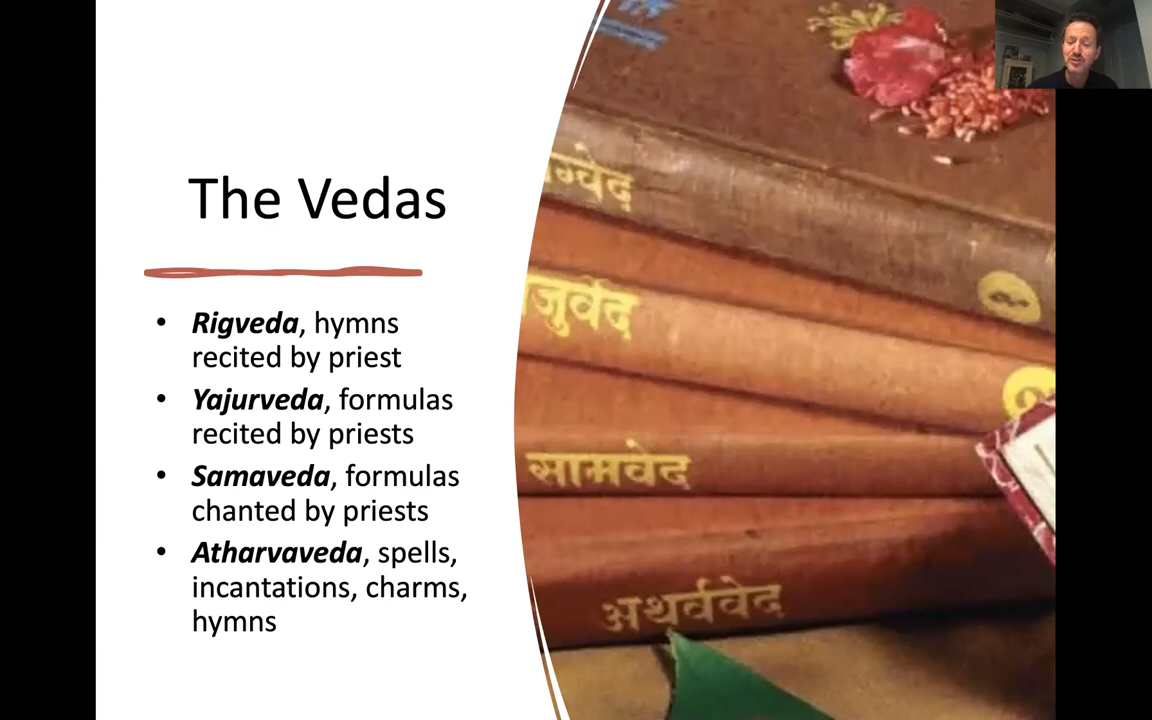 The Vedas
• Rigveda, hymns
recited by priest
• Yajurveda, formulas
recited by priests
• Samaveda, formulas
chanted by priests
• Atharvaveda, spells,
incantations, charms,
hymns
सामवेद
अथर्ववेद